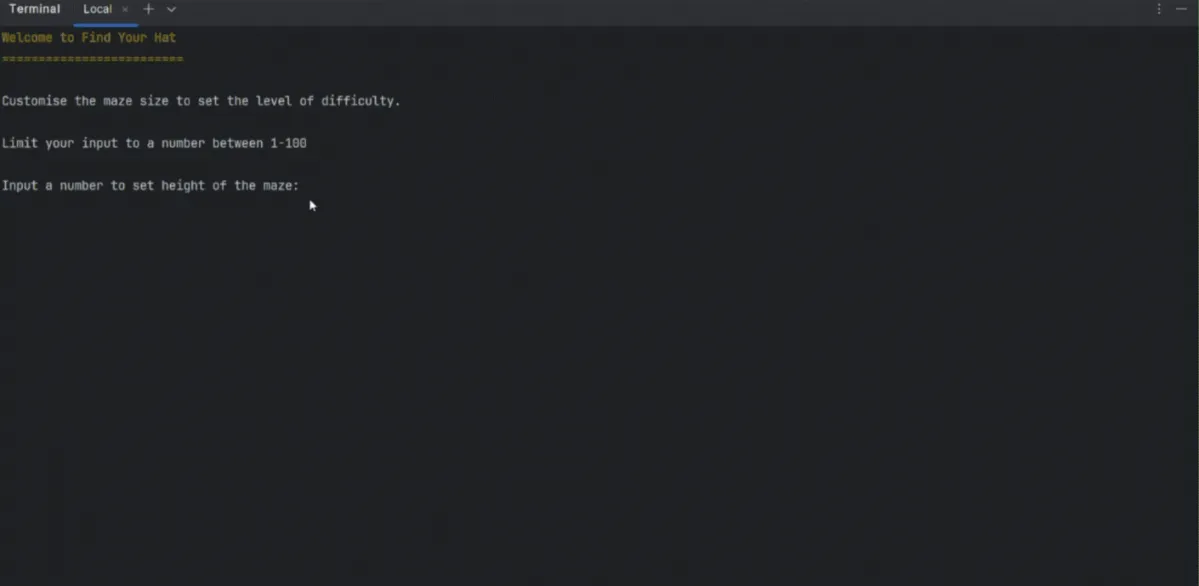 Terminal Local
Welcome to Find Your Hat
=========================
Customise the maze size to set the level of difficulty.
Limit your input to a number between 1-100
Input a number to set height of the maze: